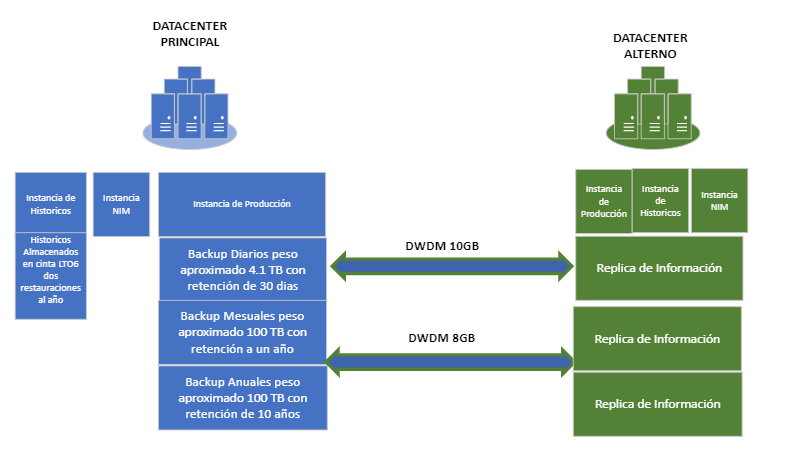 DATACENTER
PRINCIPAL
DATACENTER
ALTERNO
Instancia de
Historicos
Instancia
NIM
Instancia de Producción
Instancia
de
Producción
Instancia
de
Historicos
Instancia
NIM
Historicos
Almacenados
en cinta LTO6
dos
restauraciones
al año
Backup Diarios peso
aproximado 4.1 TB con
retención de 30 dias
DWDM 10GB
Replica de Información
Backup Mesuales peso
aproximado 100 TB con
retención a un año
DWDM 8GB
Replica de Información
Backup Anuales peso
aproximado 100 TB con
retención de 10 años
Replica de Información